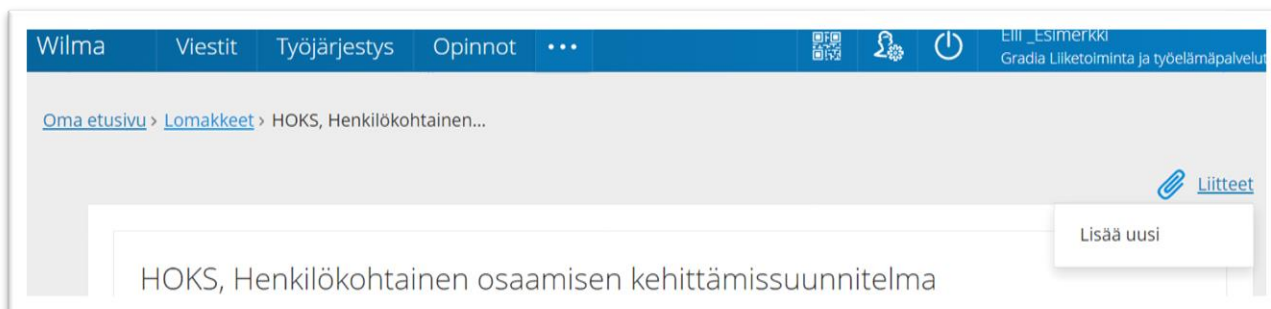 Wilma Viestit Työjärjestys Opinnot ••• Elli _Esimerkki
Gradia Liiketoiminta ja työelämäpalvelut
Oma etusivu > Lomakkeet > HOKS, Henkilökohtainen...
Liitteet
Lisää uusi
HOKS, Henkilökohtainen osaamisen kehittämissuunnitelma